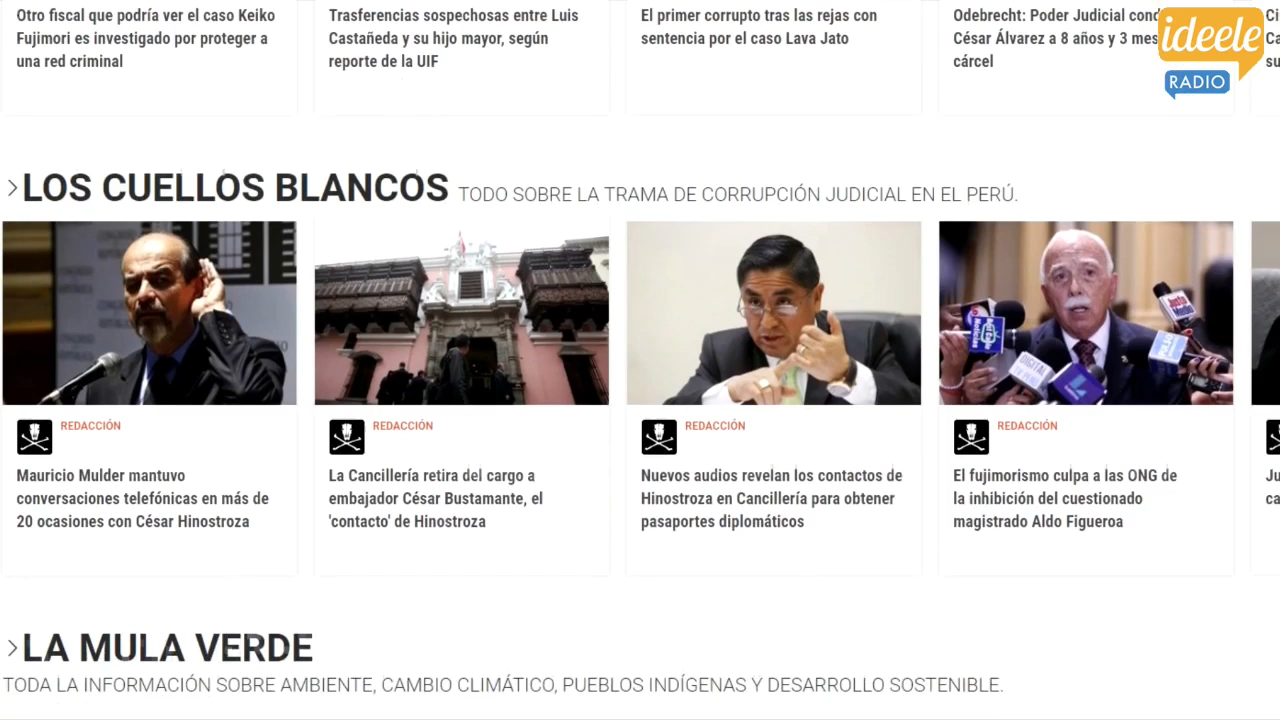 Otro fiscal que podría ver el caso Keiko
Fujimori es investigado por proteger a
una red criminal
Trasferencias sospechosas entre Luis
Castañeda y su hijo mayor, según
reporte de la UIF
El primer corrupto tras las rejas con
sentencia por el caso Lava Jato
Odebrecht: Poder Judicial
César Álvarez a 8 años y 3
cárcel
ideele
RADIO
LOS CUELLOS BLANCOS TODO SOBRE LA TRAMA DE CORRUPCIÓN JUDICIAL EN EL PERÚ.
REDACCIÓN
Mauricio Mulder mantuvo
conversaciones telefónicas en más de
20 ocasiones con César Hinostroza
REDACCIÓN
La Cancillería retira del cargo a
embajador César Bustamante, el
'contacto' de Hinostroza
REDACCIÓN
Nuevos audios revelan los contactos de
Hinostroza en Cancillería para obtener
pasaportes diplomáticos
REDACCIÓN
El fujimorismo culpa a las ONG de
la inhibición del cuestionado
magistrado Aldo Figueroa
LA MULA VERDE
TODA LA INFORMACIÓN SOBRE AMBIENTE, CAMBIO CLIMÁTICO, PUEBLOS INDÍGENAS Y DESARROLLO SOSTENIBLE.